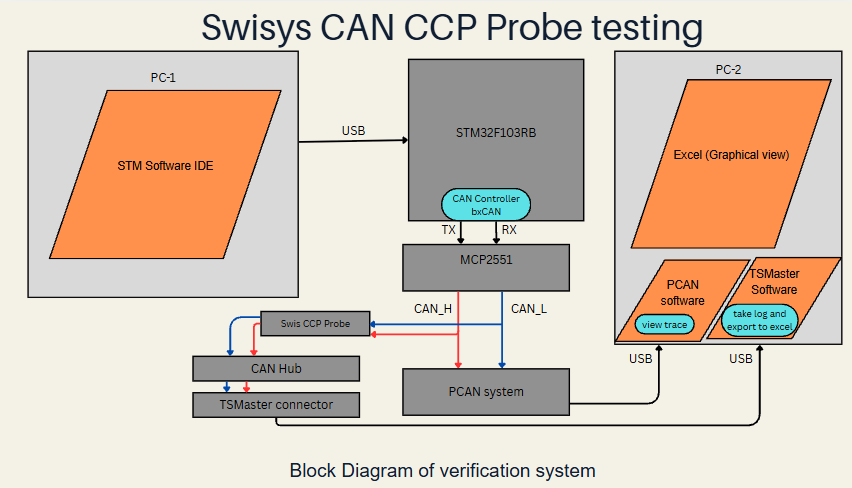 Swisys CAN CCP Probe testing
PC-1
STM Software IDE
USB
STM32F103RB
CAN Controller
bxCAN
TX
RX
MCP2551
CAN_H
CAN_L
Swis CCP Probe
CAN Hub
TSMaster connector
PCAN system
PC-2
Excel (Graphical view)
PCAN
software
view trace
TSMaster
Software
take log and
export to excel
USB
USB
Block Diagram of verification system